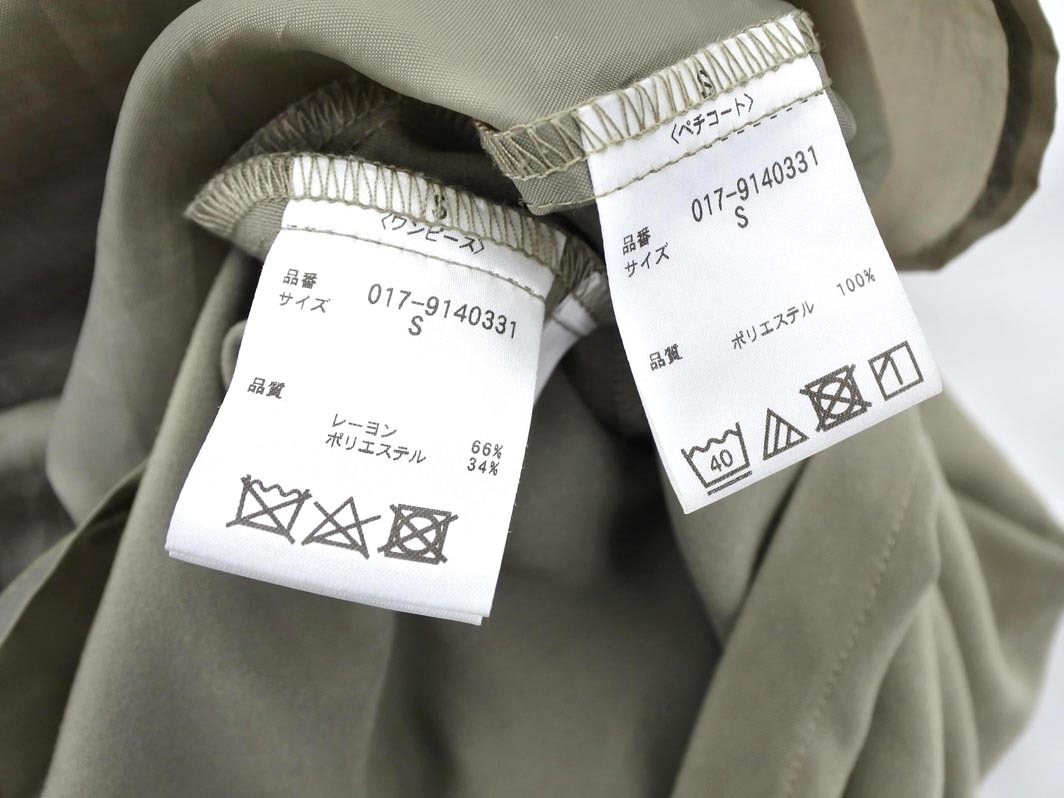 S
〈ワンピース〉
品番 017-9140331
サイズ S
品質
レーヨン 66%
ポリエステル 34%
S
〈ペチコート〉
017-9140331
品番 S
サイズ
100%
品質 ポリエステル
40
1